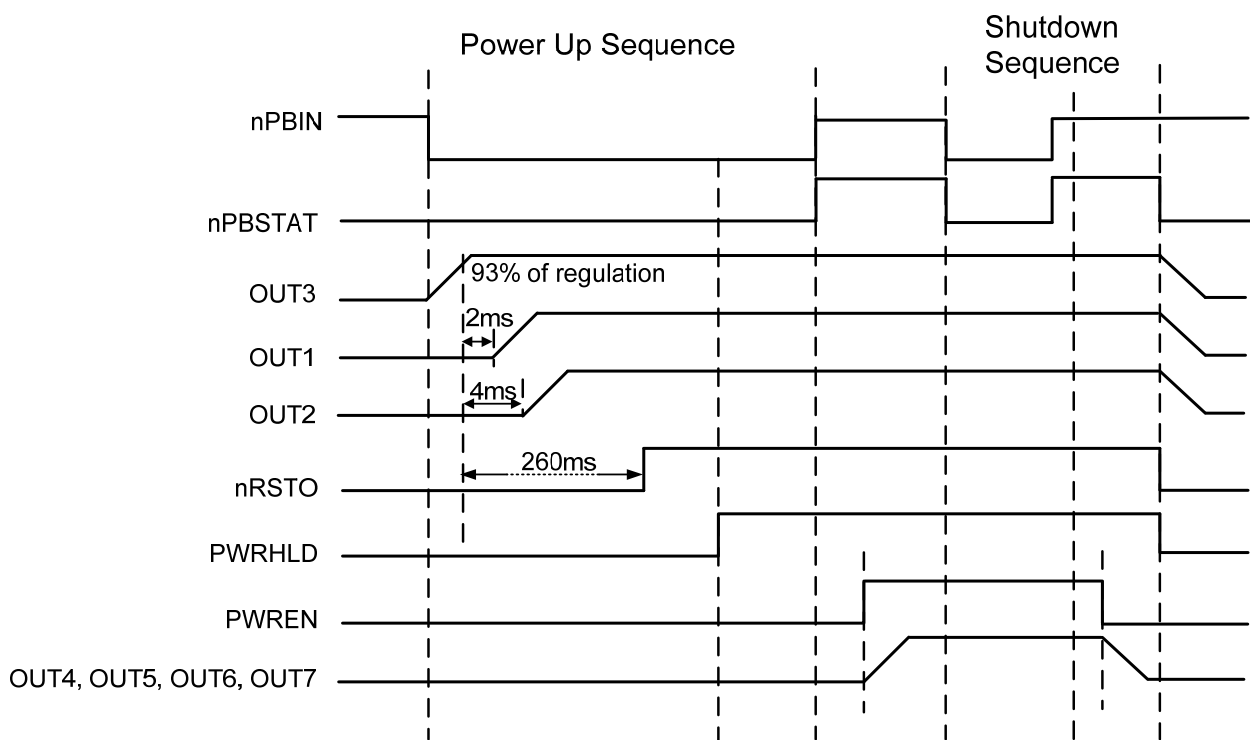 Power Up Sequence
Shutdown
Sequence
nPBIN
nPBSTAT
OUT3
93% of regulation
2ms
OUT1
4ms
OUT2
260ms
nRSTO
PWRHLD
PWREN
OUT4, OUT5, OUT6, OUT7